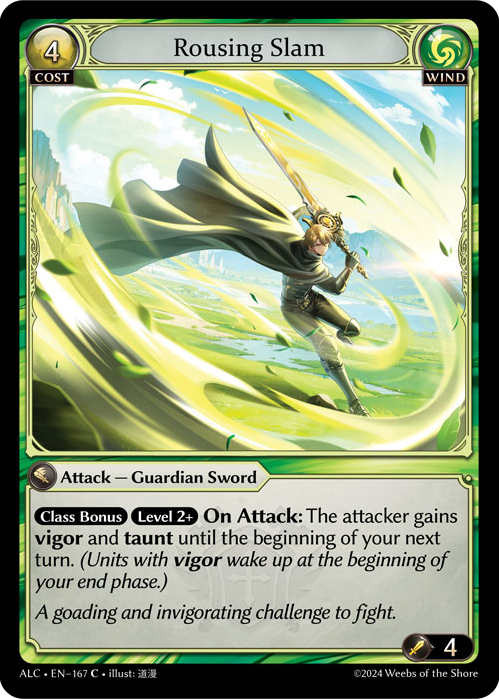 4
Rousing Slam
COST
WIND
Attack — Guardian Sword
Class Bonus Level 2+ On Attack: The attacker gains
vigor and taunt until the beginning of your next
turn. (Units with vigor wake up at the beginning of
your end phase.)
A goading and invigorating challenge to fight.
4
ALC • EN-167 C • illust: 道漫
©2024 Weebs of the Shore